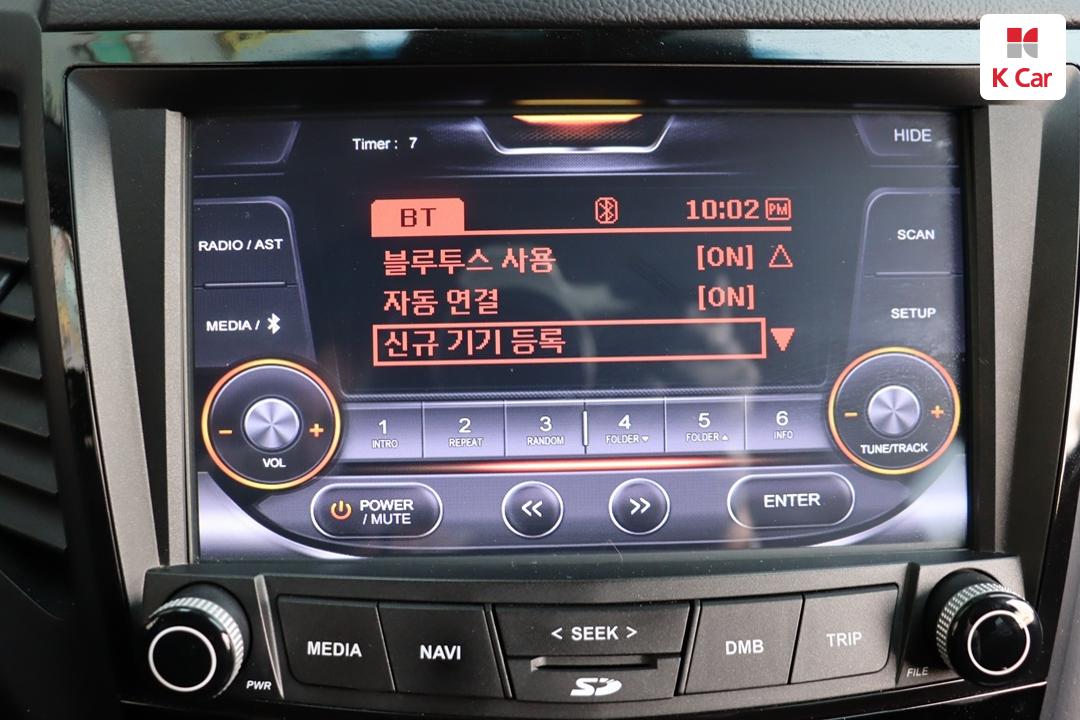 K Car
Timer : 7
HIDE
BT 10:02 PM
블루투스 사용 [ON]
자동 연결 [ON]
신규 기기 등록
RADIO / AST
MEDIA /
SCAN
SETUP
VOL
TUNE/TRACK
1 2 3 4 5 6
INTRO REPEAT RANDOM FOLDER▼ FOLDER▲ INFO
POWER
/ MUTE
<< >>
ENTER
MEDIA
NAVI
< SEEK >
SD
DMB
TRIP
PWR
FILE